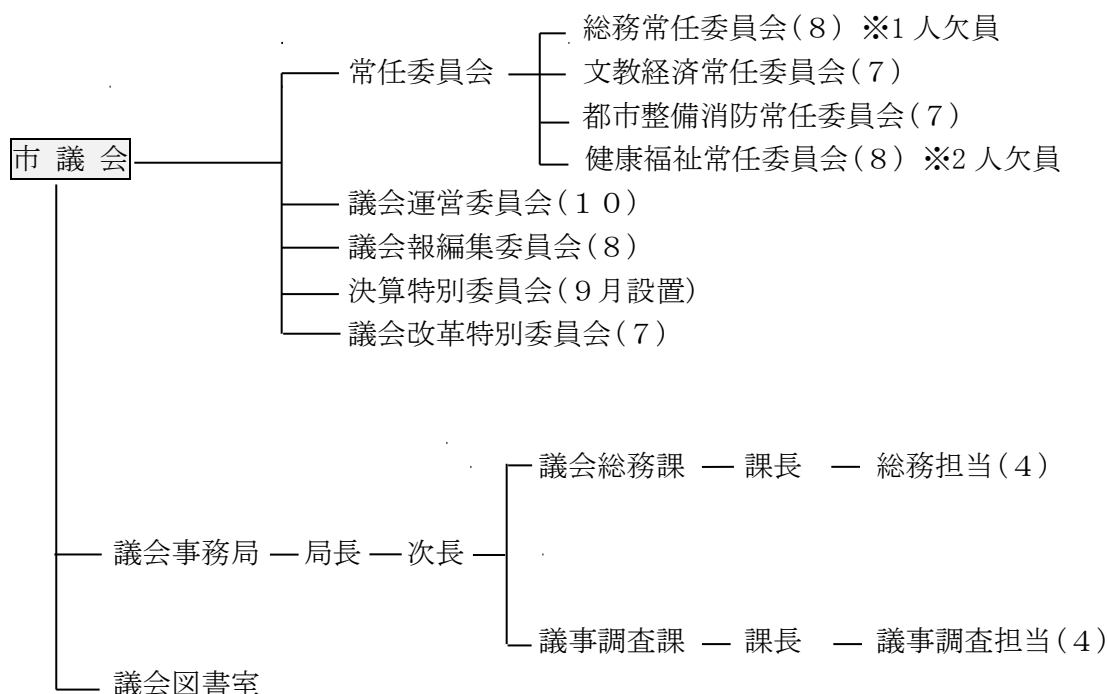 総務常任委員会(8) ※1人欠員
常任委員会 文教経済常任委員会(7)
都市整備消防常任委員会(7)
市議会 健康福祉常任委員会(8) ※2人欠員
議会運営委員会(10)
議会報編集委員会(8)
決算特別委員会(9月設置)
議会改革特別委員会(7)
議会総務課 ― 課長 ― 総務担当(4)
議会事務局 ― 局長 ― 次長
議事調査課 ― 課長 ― 議事調査担当(4)
議会図書室